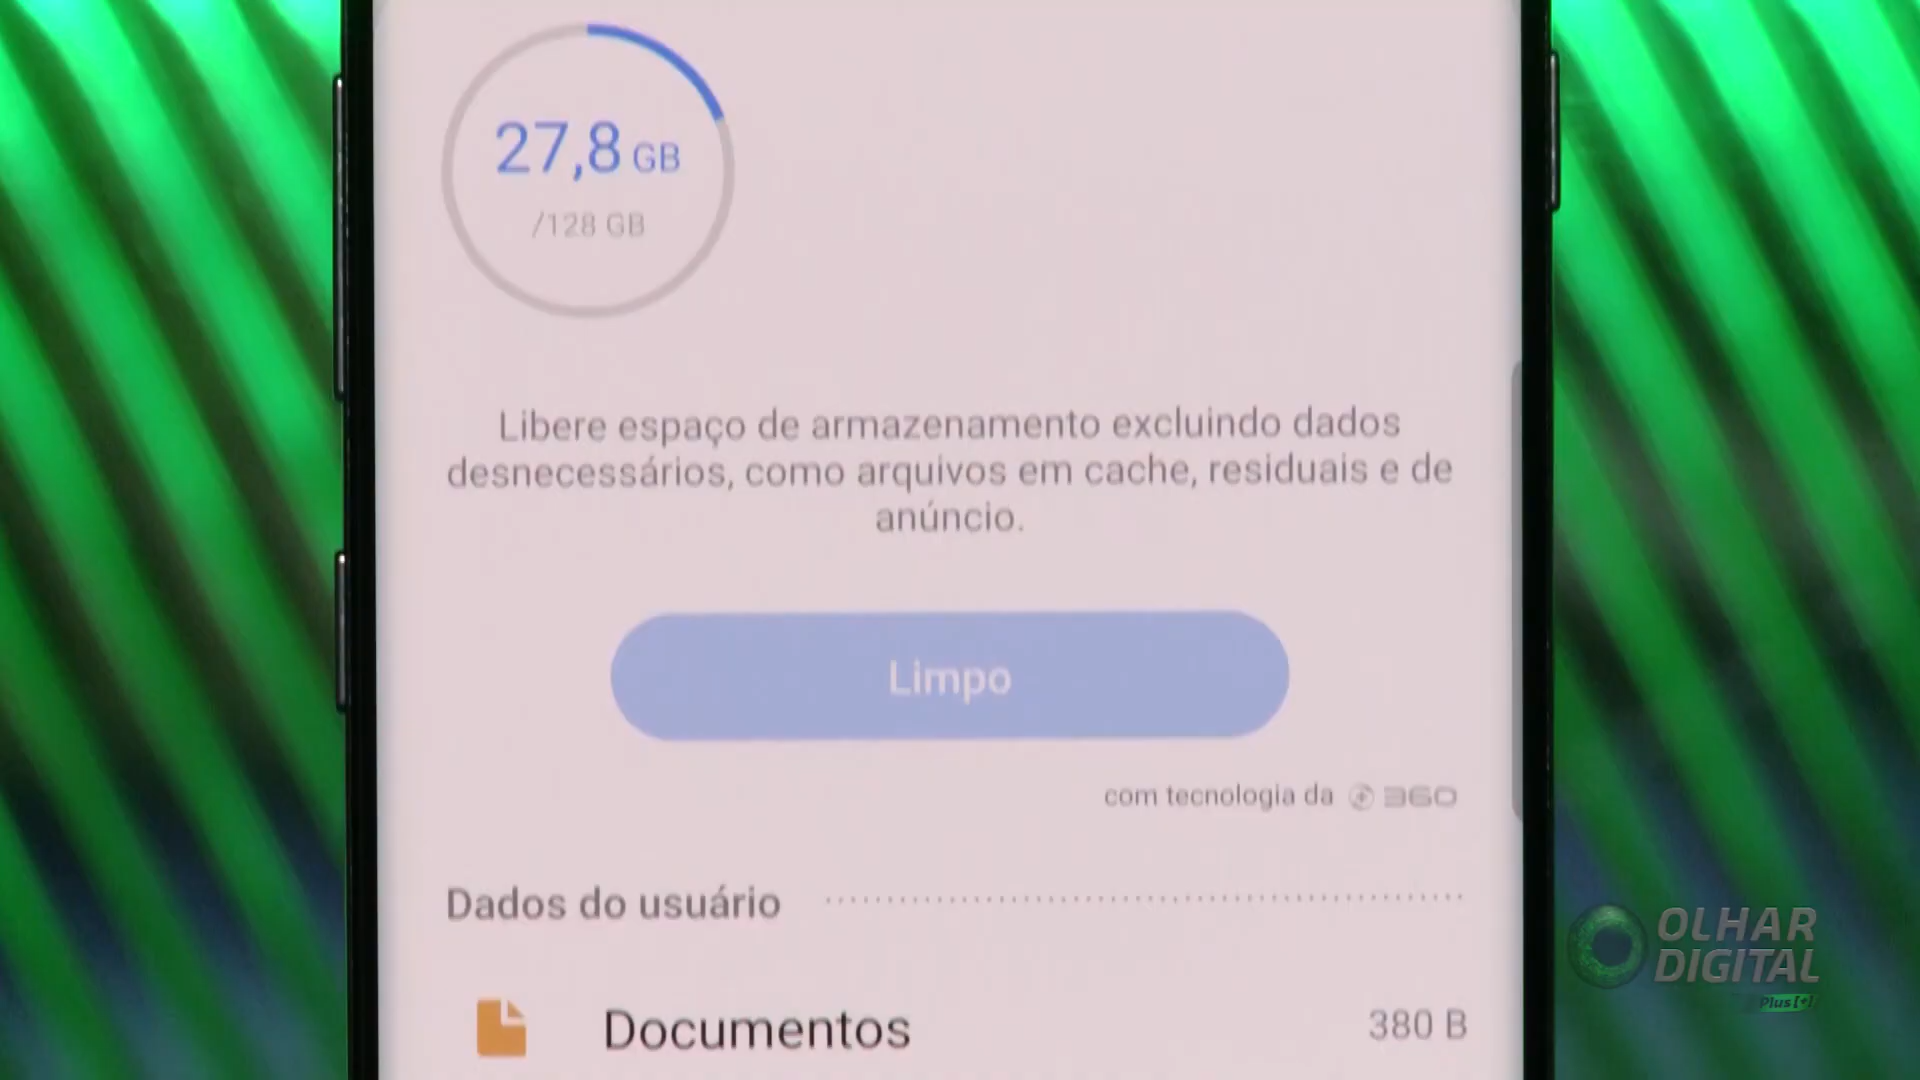 27,8 GB
/128 GB
Libere espaço de armazenamento excluindo dados
desnecessários, como arquivos em cache, residuais e de
anúncio.
Limpo
com tecnologia da 360
Dados do usuário
Documentos 380 B
OLHAR
DIGITAL
Plus[+]